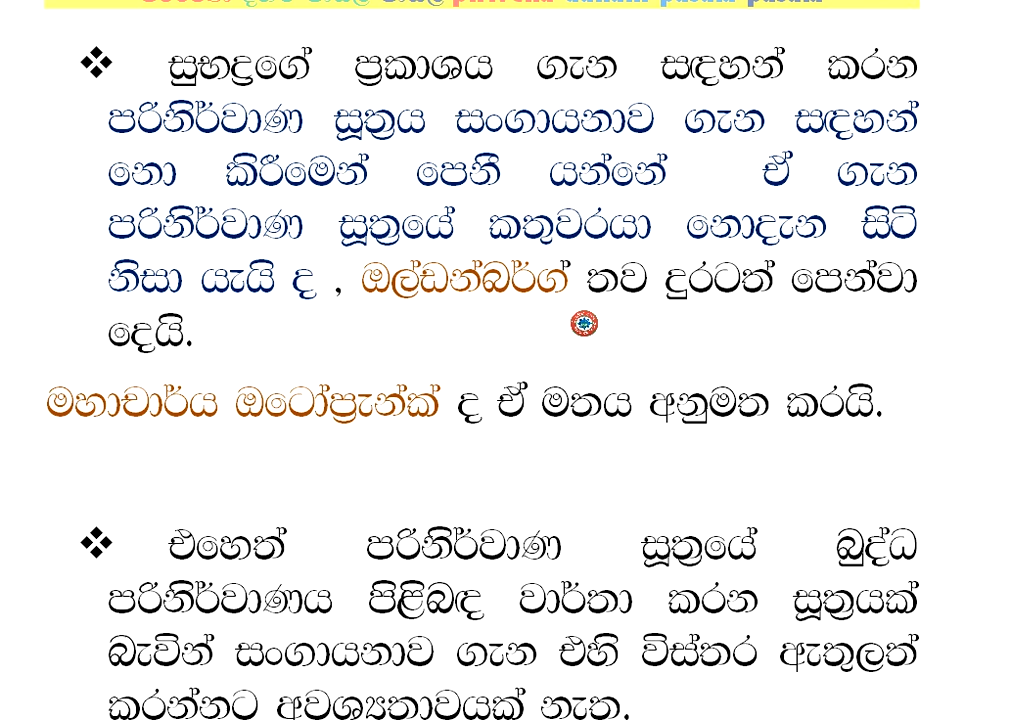 ❖ සුභද්‍රගේ ප්‍රකාශය ගැන සඳහන් කරන
පරිනිර්වාණ සූත්‍රය සංගායනාව ගැන සඳහන්
නො කිරීමෙන් පෙනී යන්නේ ඒ ගැන
පරිනිර්වාණ සූත්‍රයේ කතුවරයා නොදැන සිටි
නිසා යැයි ද , ඔල්ඩන්බර්ග් තව දුරටත් පෙන්වා
දෙයි.
මහාචාර්ය ඔටෝප්‍රැන්ක් ද ඒ මතය අනුමත කරයි.
❖ එහෙත් පරිනිර්වාණ සූත්‍රයේ බුද්ධ
පරිනිර්වාණය පිළිබඳ වාර්තා කරන සූත්‍රයක්
බැවින් සංගායනාව ගැන එහි විස්තර ඇතුලත්
කරන්නට අවශ්‍යතාවයක් නැත.